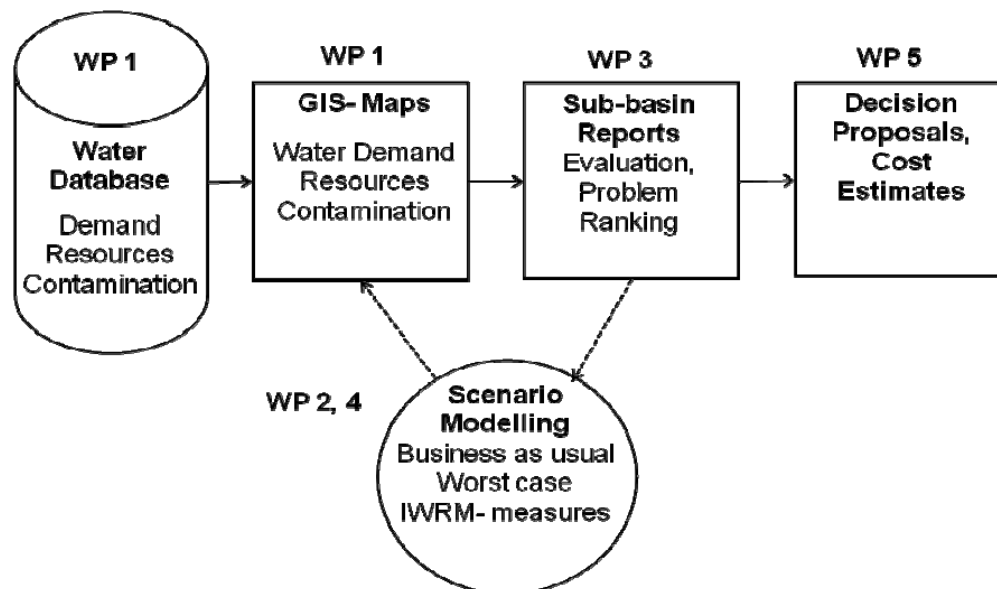 WP 1
Water
Database
Demand
Resources
Contamination
WP 1
GIS- Maps
Water Demand
Resources
Contamination
WP 3
Sub-basin
Reports
Evaluation,
Problem
Ranking
WP 5
Decision
Proposals,
Cost
Estimates
WP 2, 4
Scenario
Modelling
Business as usual
Worst case
IWRM- measures